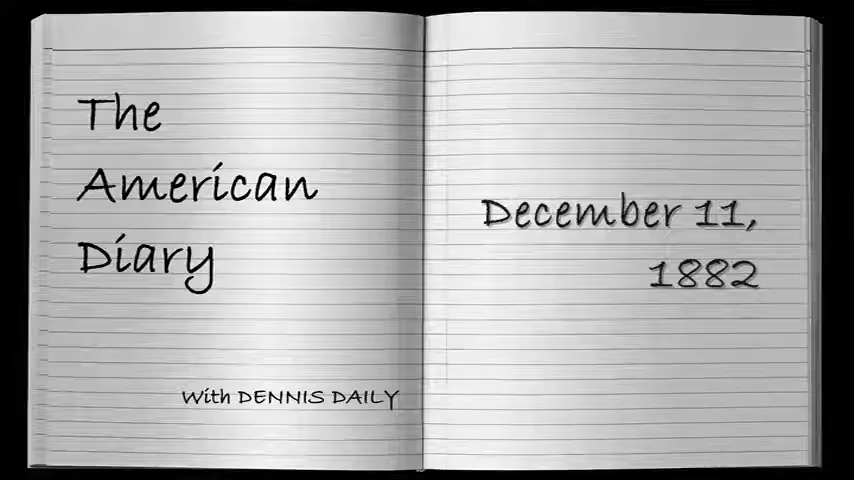 The
American
Diary
With DENNIS DAILY
December 11,
1882